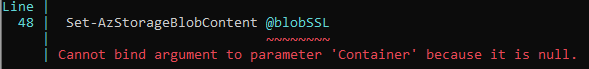 Line |
48 | Set-AzStorageBlobContent @blobSSL
| ~~~~~~~~
| Cannot bind argument to parameter 'Container' because it is null.